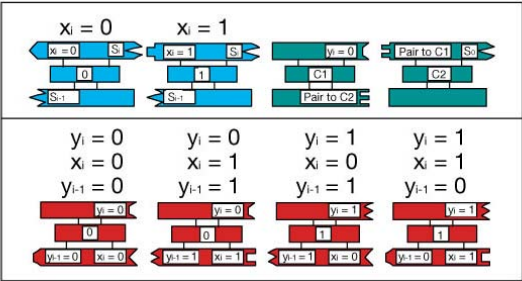 xᵢ = 0 xᵢ = 1
xᵢ = 0 Sᵢ xᵢ = 1 Sᵢ yᵢ = 0 Pair to C1 S₀
0 1 C1 C2
Sᵢ₋₁ Sᵢ₋₁ Pair to C2
yᵢ = 0 yᵢ = 0 yᵢ = 1 yᵢ = 1
xᵢ = 0 xᵢ = 1 xᵢ = 0 xᵢ = 1
yᵢ₋₁ = 0 yᵢ₋₁ = 1 yᵢ₋₁ = 1 yᵢ₋₁ = 0
yᵢ = 0 yᵢ = 0 yᵢ = 1 yᵢ = 1
0 0 1 1
yᵢ₋₁ = 0 xᵢ = 0 yᵢ₋₁ = 1 xᵢ = 1 yᵢ₋₁ = 1 xᵢ = 0 yᵢ₋₁ = 0 xᵢ = 1